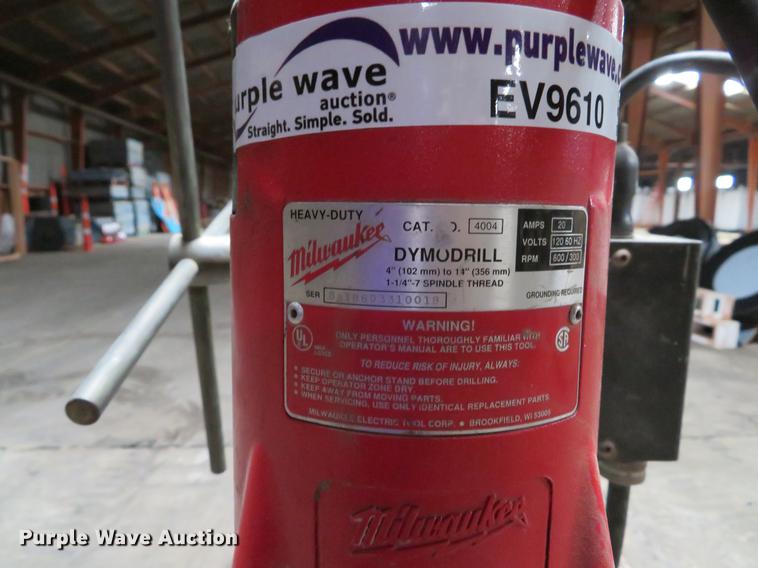 www.purplewave.c
urple wave
auction®
Straight. Simple. Sold.
EV9610
HEAVY-DUTY
Milwaukee
CAT. 4004
DYMODRILL
4" (102 mm) to 14" (356 mm)
1-1/4"-7 SPINDLE THREAD
SER
AMPS 20
VOLTS 120 60 HZ
RPM 600/300
GROUNDING REQUIRED
WARNING!
ONLY PERSONNEL THOROUGHLY FAMILIAR WITH
OPERATOR'S MANUAL ARE TO USE THIS TOOL.
TO REDUCE RISK OF INJURY, ALWAYS:
• SECURE OR ANCHOR STAND BEFORE DRILLING.
• KEEP OPERATOR ZONE DRY.
• KEEP AWAY FROM MOVING PARTS.
• WHEN SERVICING, USE ONLY IDENTICAL REPLACEMENT PARTS.
MILWAUKEE ELECTRIC TOOL CORP. • BROOKFIELD, WI 53005
UL
SA
Milwaukee
Purple Wave Auction